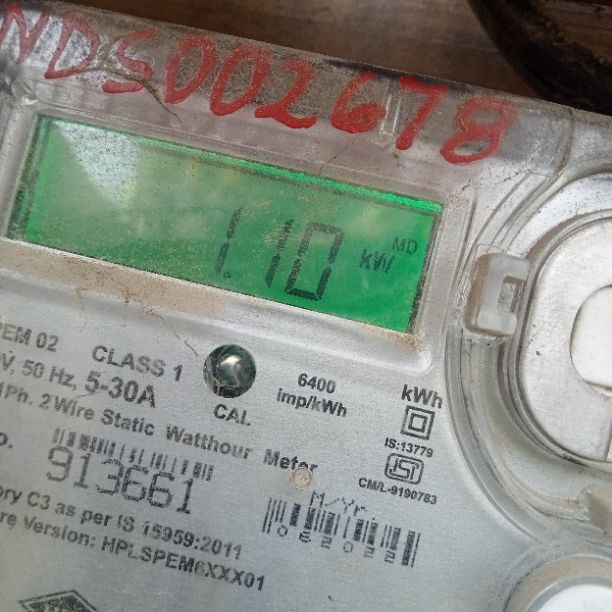 NDS002678
1.10 kW MD
PEM 02 CLASS 1
V, 50 Hz, 5-30A
1Ph. 2 Wire Static Watthour Meter
CAL
6400
imp/kWh
kWh
IS:13779
CM/L-9190783
913661
M/Yr.
ory C3 as per IS 15959:2011
re Version: HPLSPEM6XXX01